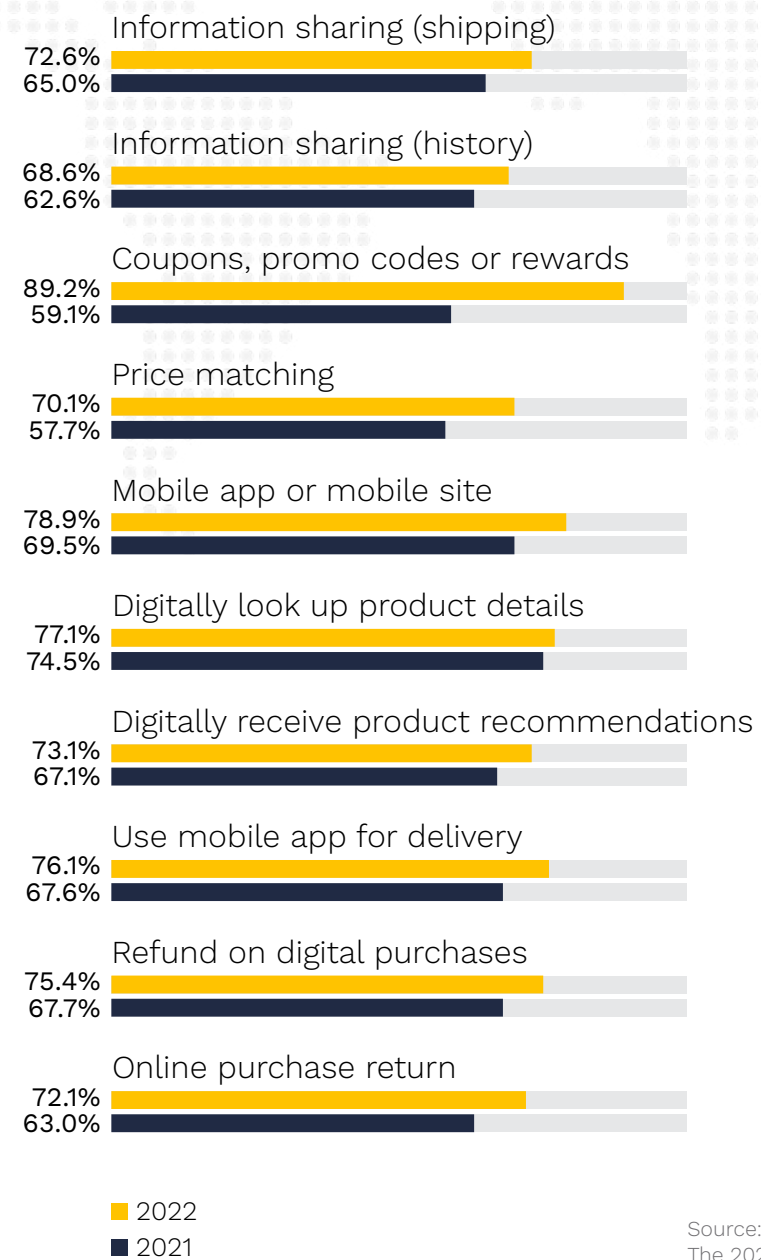 Information sharing (shipping)
72.6%
65.0%
Information sharing (history)
68.6%
62.6%
Coupons, promo codes or rewards
89.2%
59.1%
Price matching
70.1%
57.7%
Mobile app or mobile site
78.9%
69.5%
Digitally look up product details
77.1%
74.5%
Digitally receive product recommendations
73.1%
67.1%
Use mobile app for delivery
76.1%
67.6%
Refund on digital purchases
75.4%
67.7%
Online purchase return
72.1%
63.0%
2022
2021
Source:
The 202